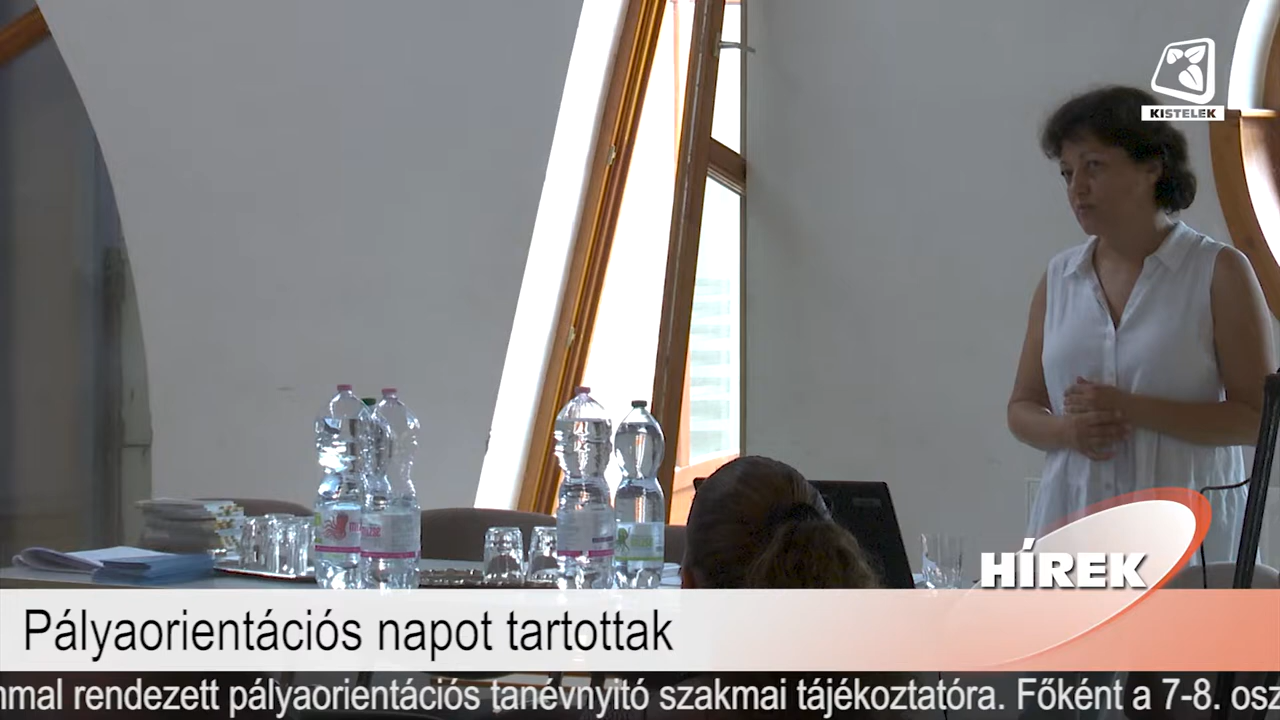 KISTELEK
HÍREK
Pályaorientációs napot tartottak
mmal rendezett pályaorientációs tanévnyitó szakmai tájékoztatóra. Főként a 7-8. osz